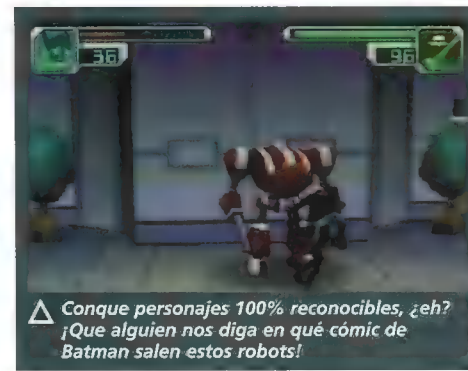 36 96
△ Conque personajes 100% reconocibles, ¿eh?
¡Que alguien nos diga en qué cómic de
Batman salen estos robots!